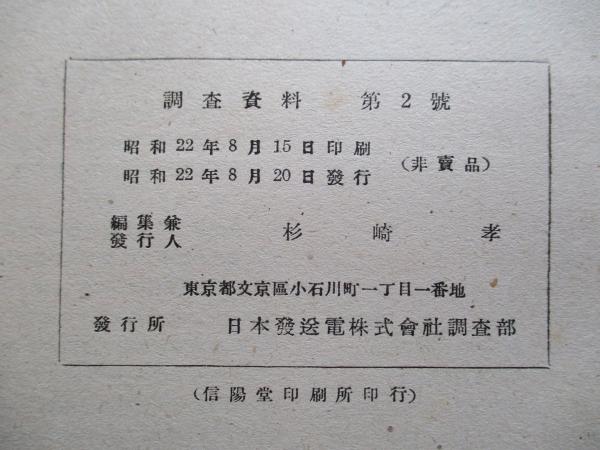 調査資料　第2號
昭和22年8月15日印刷
昭和22年8月20日發行
(非賣品)
編集兼
發行人
杉崎孝
東京都文京區小石川町一丁目一番地
發行所　日本發送電株式會社調査部
(信陽堂印刷所印行)